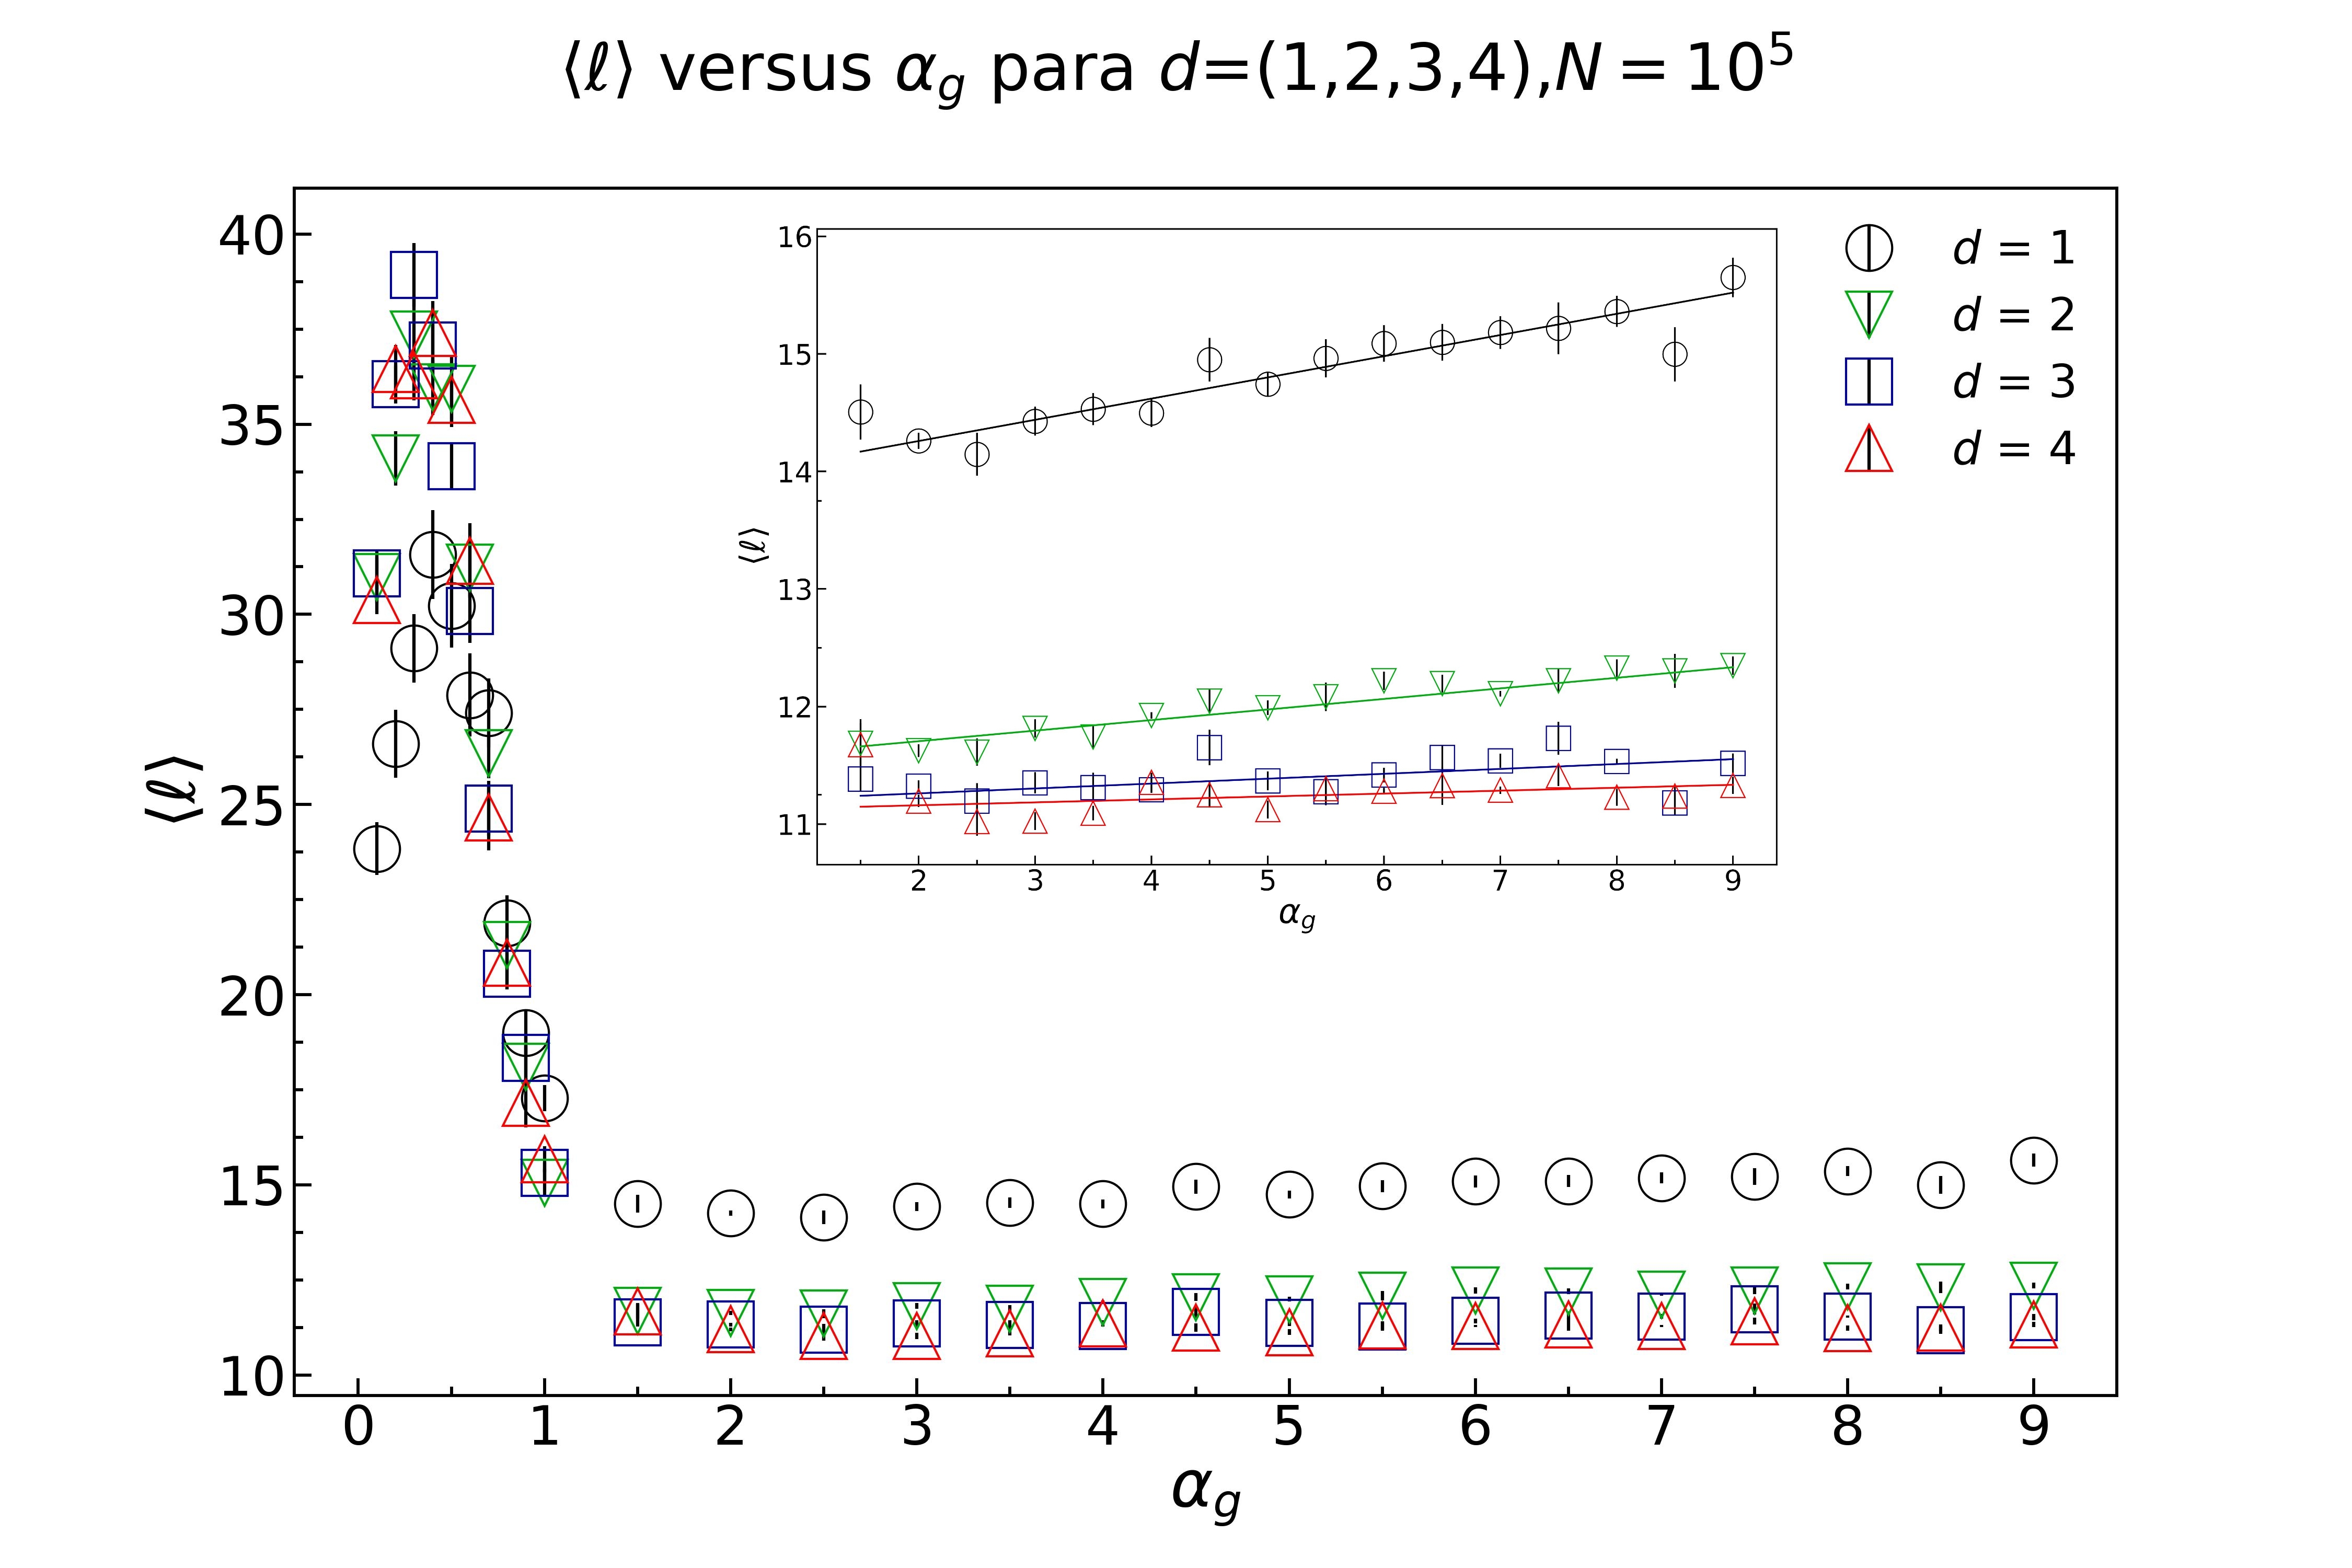 ⟨ℓ⟩ versus α_g para d=(1,2,3,4),N = 10⁵
40
35
30
25
20
15
10
⟨ℓ⟩
0 1 2 3 4 5 6 7 8 9
α_g
16
15
14
13
12
11
⟨ℓ⟩
2 3 4 5 6 7 8 9
α_g
d = 1
d = 2
d = 3
d = 4